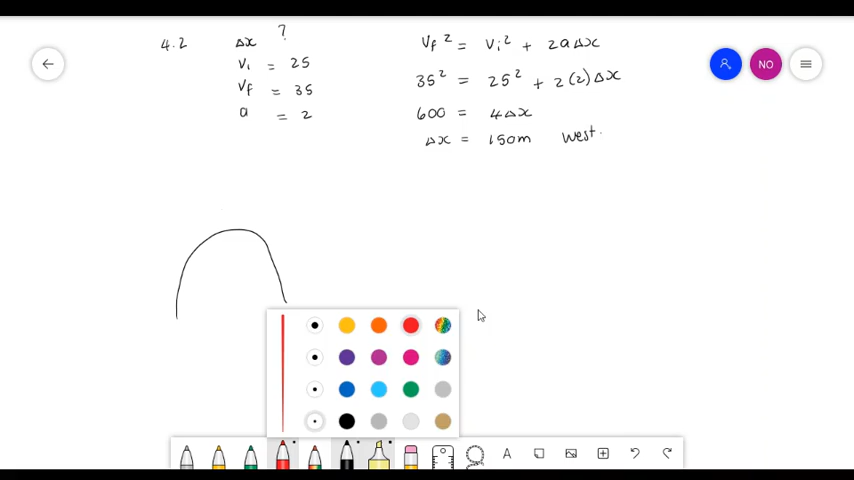 4.2 Δx ?
vi = 25
vf = 35
a = 2
Vf² = Vi² + 2aΔx
35² = 25² + 2(2)Δx
600 = 4Δx
Δx = 150m west.
NO
A